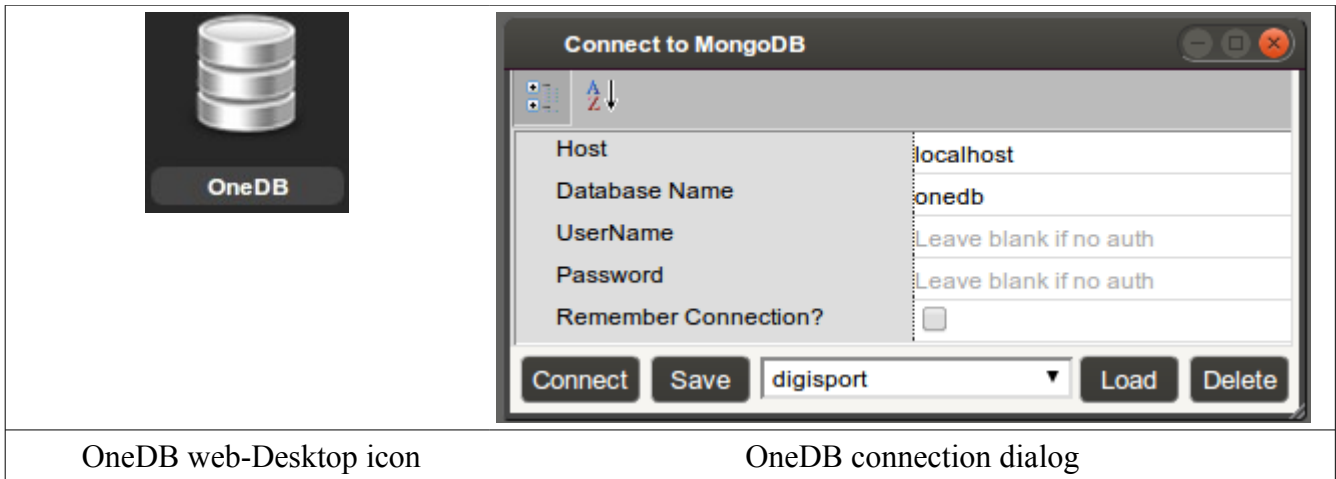 OneDB
Connect to MongoDB
A
Z
Host localhost
Database Name onedb
UserName Leave blank if no auth
Password Leave blank if no auth
Remember Connection?
Connect Save digisport Load Delete
OneDB web-Desktop icon OneDB connection dialog